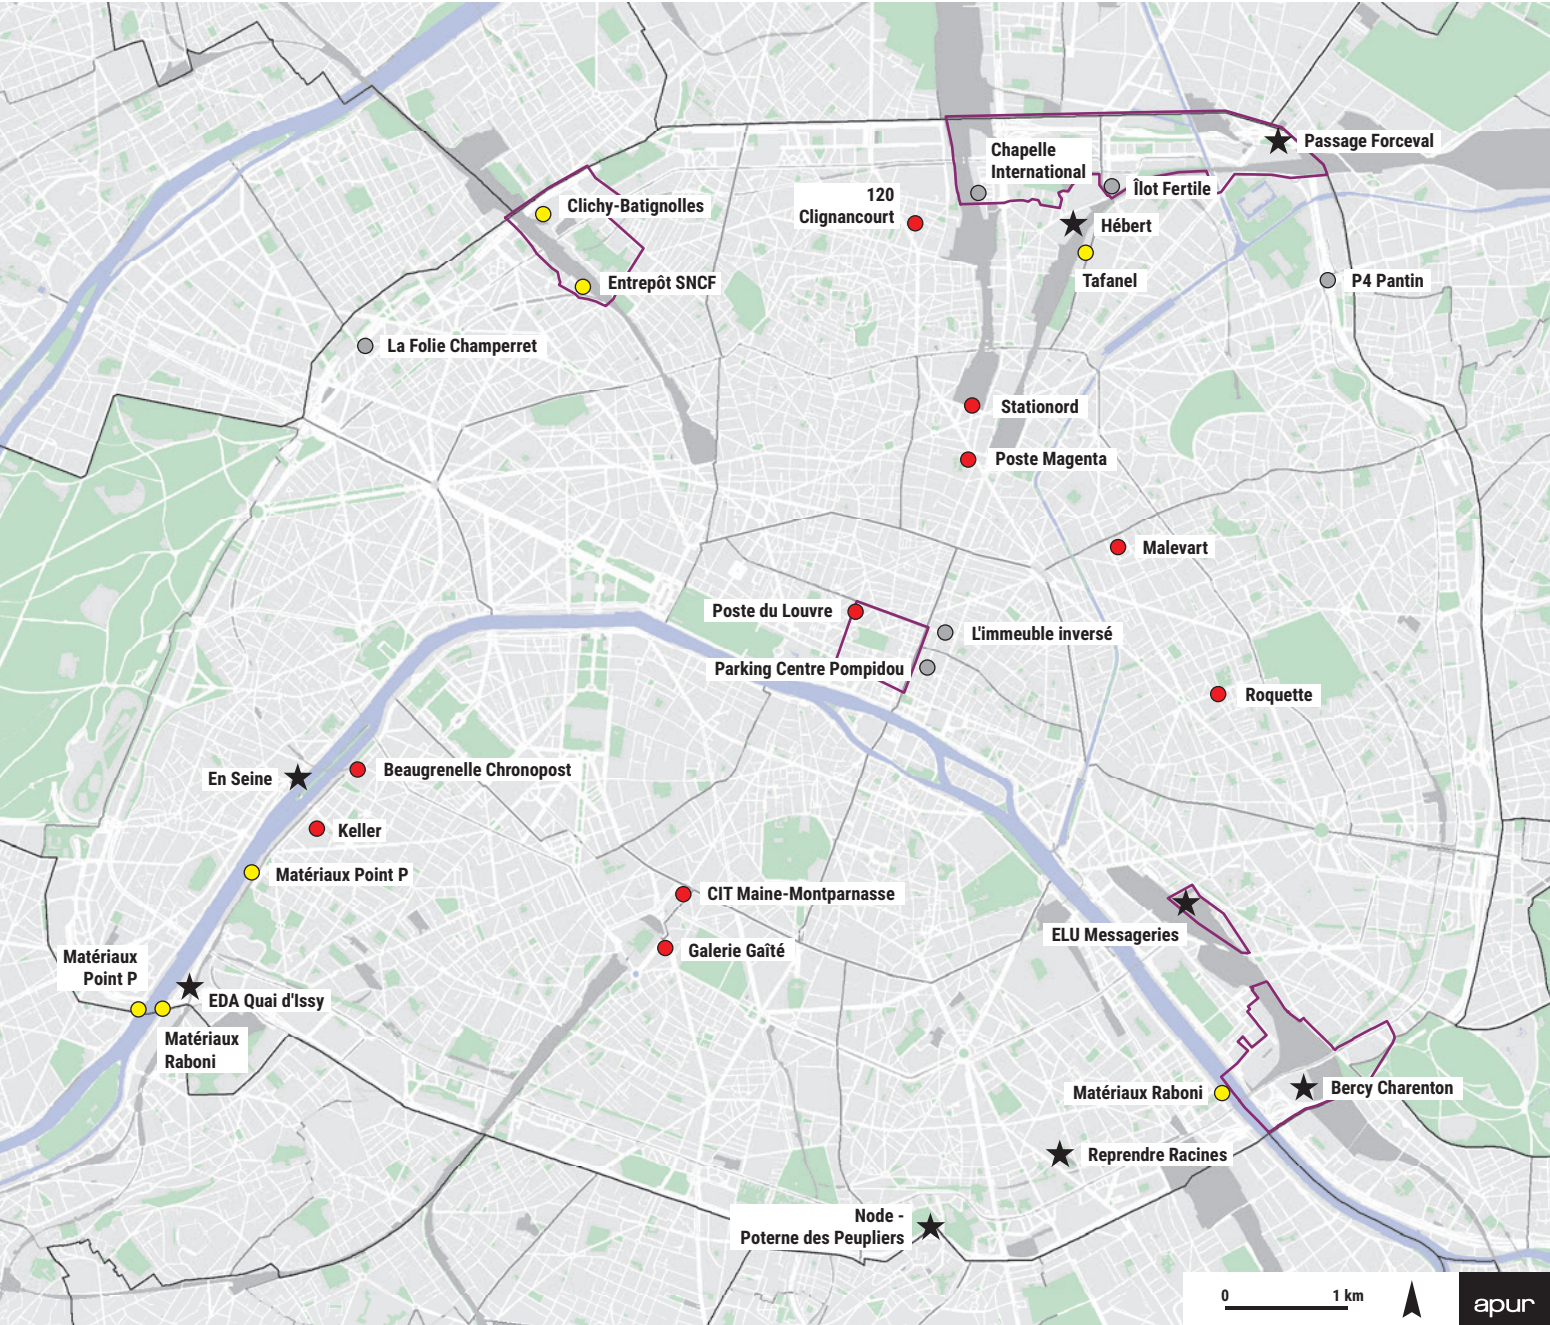 Passage Forceval
Chapelle
International
Îlot Fertile
120
Clignancourt
Clichy-Batignolles
Hébert
Entrepôt SNCF
Tafanel
P4 Pantin
La Folie Champerret
Stationord
Poste Magenta
Malevart
Poste du Louvre
L'immeuble inversé
Parking Centre Pompidou
Roquette
En Seine
Beaugrenelle Chronopost
Keller
Matériaux Point P
CIT Maine-Montparnasse
ELU Messageries
Galerie Gaîté
Matériaux
Point P
EDA Quai d'Issy
Matériaux
Raboni
Matériaux Raboni
Bercy Charenton
Reprendre Racines
Node -
Poterne des Peupliers
0 1 km
apur